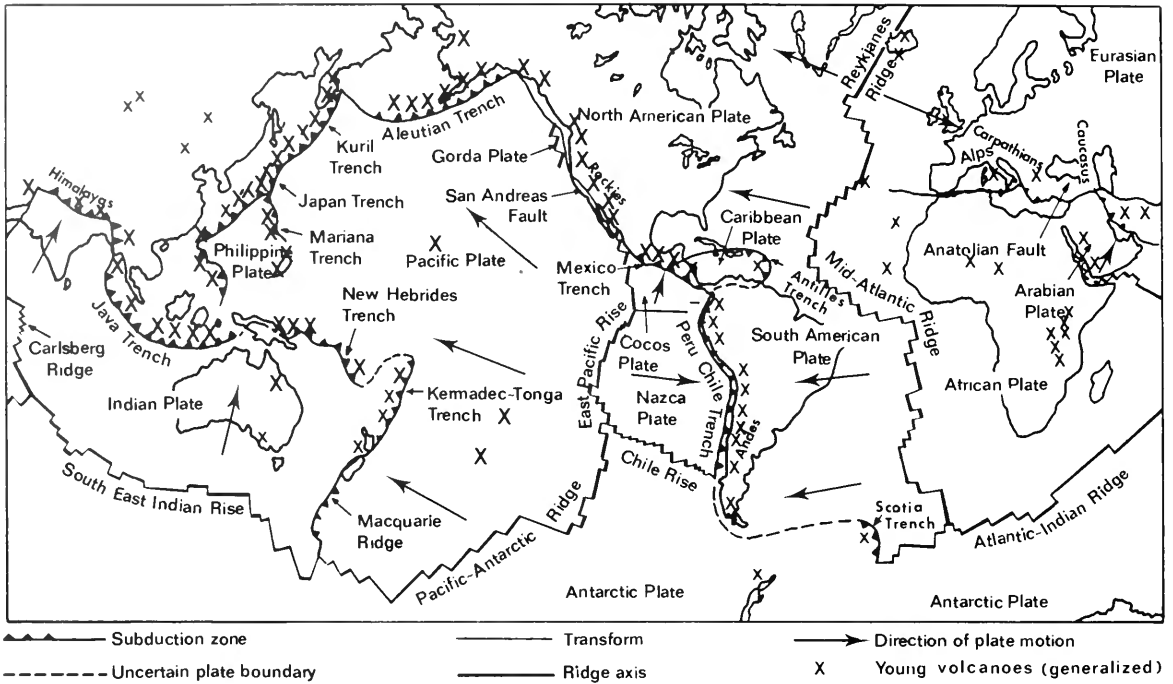 Reykjanes
Ridge
Eurasian
Plate
North American Plate
Aleutian Trench
Kuril
Trench
Gorda Plate
Carpathians
Alps
Caucasus
Himalayas
Rockies
San Andreas
Fault
Japan Trench
Caribbean
Plate
Mariana
Trench
Philippine
Plate
Pacific Plate
Anatolian Fault
Mexico
Trench
Antilles
Trench
Mid-Atlantic
Ridge
Arabian
Plate
New Hebrides
Trench
Java Trench
Carlsberg
Ridge
East Pacific Rise
Cocos
Plate
Peru Chile Trench
South American
Plate
Indian Plate
Kermadec-Tonga
Trench
Nazca
Plate
African Plate
Andes
Chile Rise
South East Indian Rise
Macquarie
Ridge
Pacific-Antarctic
Ridge
Scotia
Trench
Atlantic-Indian Ridge
Antarctic Plate
Antarctic Plate
Subduction zone
Transform
Direction of plate motion
Uncertain plate boundary
Ridge axis
X Young volcanoes (generalized)